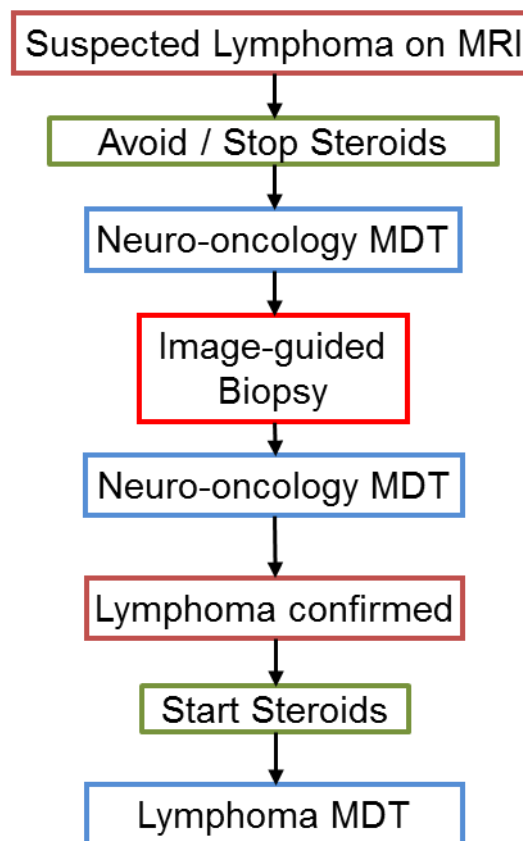 Suspected Lymphoma on MRI
Avoid / Stop Steroids
Neuro-oncology MDT
Image-guided
Biopsy
Neuro-oncology MDT
Lymphoma confirmed
Start Steroids
Lymphoma MDT